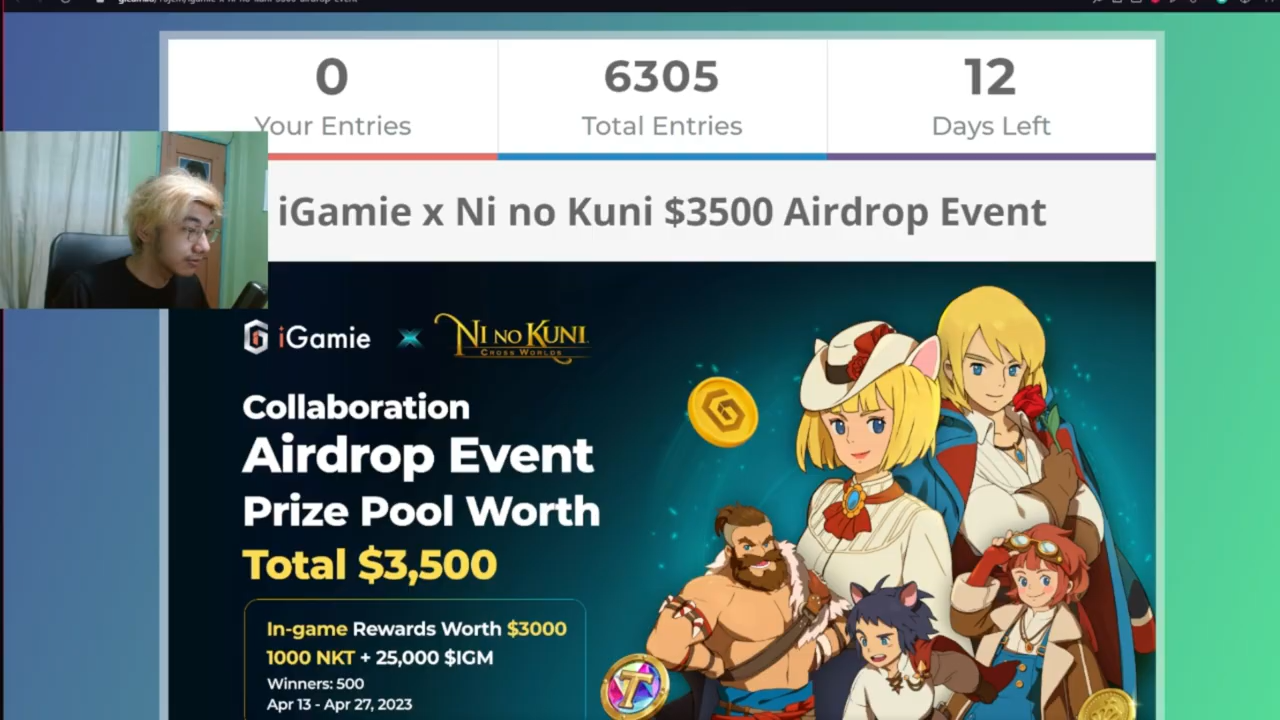 0
6305
12
Your Entries
Total Entries
Days Left
iGamie x Ni no Kuni $3500 Airdrop Event
iGamie
NI NO KUNI
CROSS WORLDS
Collaboration
Airdrop Event
Prize Pool Worth
Total $3,500
In-game Rewards Worth $3000
1000 NKT + 25,000 $IGM
Winners: 500
Apr 13 - Apr 27, 2023